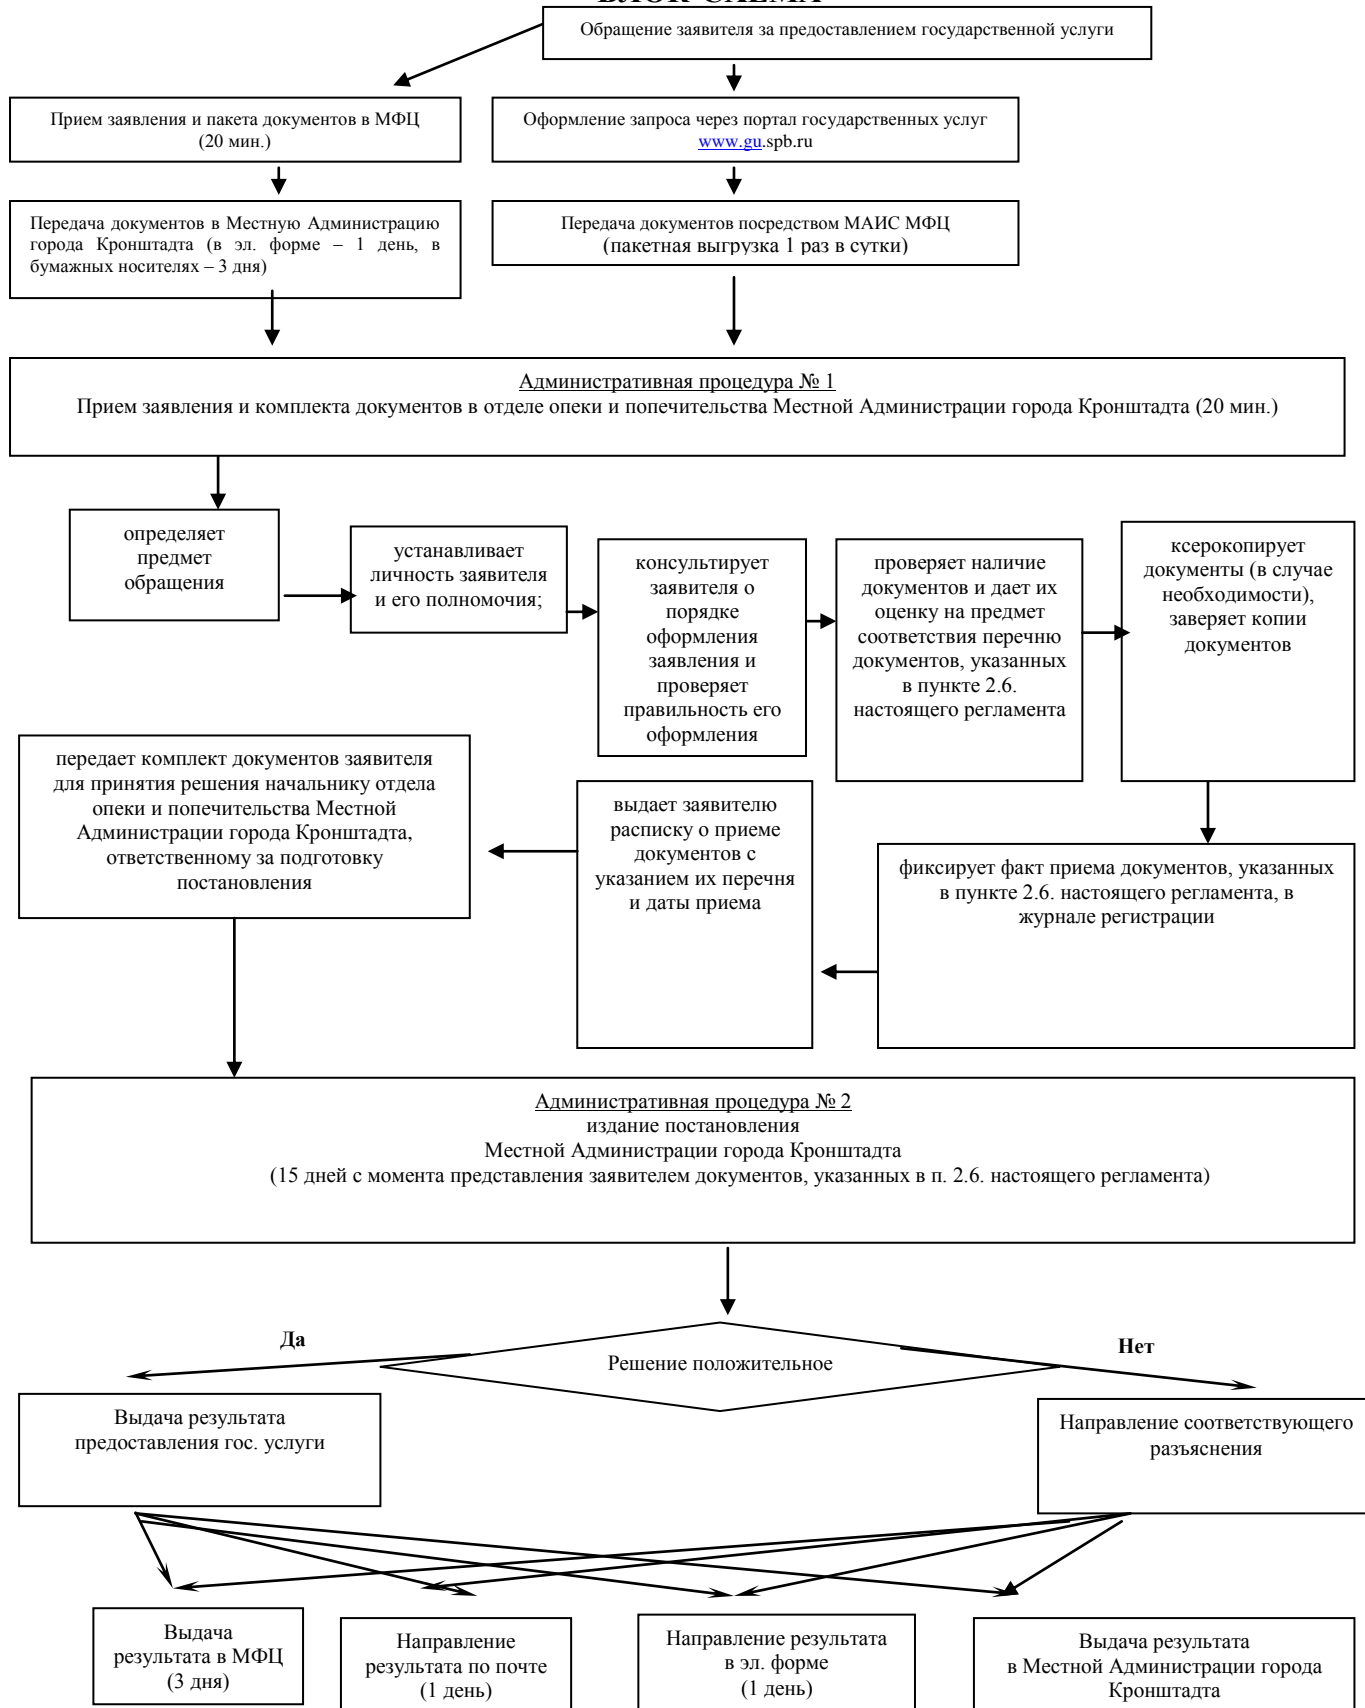 БЛОК-СХЕМА
Обращение заявителя за предоставлением государственной услуги
Прием заявления и пакета документов в МФЦ
(20 мин.)
Оформление запроса через портал государственных услуг
www.gu.spb.ru
Передача документов в Местную Администрацию
города Кронштадта (в эл. форме – 1 день, в
бумажных носителях – 3 дня)
Передача документов посредством МАИС МФЦ
(пакетная выгрузка 1 раз в сутки)
Административная процедура № 1
Прием заявления и комплекта документов в отделе опеки и попечительства Местной Администрации города Кронштадта (20 мин.)
определяет
предмет
обращения
устанавливает
личность заявителя
и его полномочия;
консультирует
заявителя о
порядке
оформления
заявления и
проверяет
правильность его
оформления
проверяет наличие
документов и дает их
оценку на предмет
соответствия перечню
документов, указанных
в пункте 2.6.
настоящего регламента
ксерокопирует
документы (в случае
необходимости),
заверяет копии
документов
передает комплект документов заявителя
для принятия решения начальнику отдела
опеки и попечительства Местной
Администрации города Кронштадта,
ответственному за подготовку
постановления
выдает заявителю
расписку о приеме
документов с
указанием их перечня
и даты приема
фиксирует факт приема документов, указанных
в пункте 2.6. настоящего регламента, в
журнале регистрации
Административная процедура № 2
издание постановления
Местной Администрации города Кронштадта
(15 дней с момента представления заявителем документов, указанных в п. 2.6. настоящего регламента)
Да
Решение положительное
Нет
Выдача результата
предоставления гос. услуги
Направление соответствующего
разъяснения
Выдача
результата в МФЦ
(3 дня)
Направление
результата по почте
(1 день)
Направление результата
в эл. форме
(1 день)
Выдача результата
в Местной Администрации города
Кронштадта